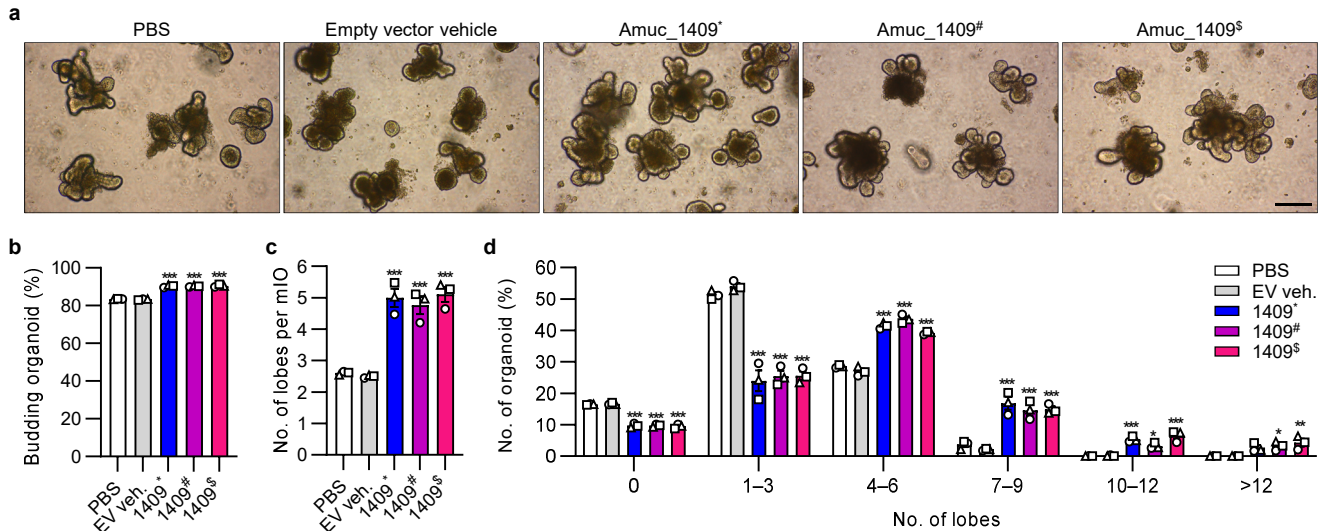 a
PBS
Empty vector vehicle
Amuc_1409*
Amuc_1409#
Amuc_1409$
b
Budding organoid (%)
100
80
60
40
20
0
*** *** ***
PBS
EV veh.
1409*
1409#
1409$
c
No. of lobes per mIO
6
5
4
3
2
1
0
*** *** ***
PBS
EV veh.
1409*
1409#
1409$
d
No. of organoid (%)
60
50
40
30
20
10
0
*** *** ***
*** *** ***
*** *** ***
*** *** ***
*** * ***
* **
0 1–3 4–6 7–9 10–12 >12
No. of lobes
PBS
EV veh.
1409*
1409#
1409$